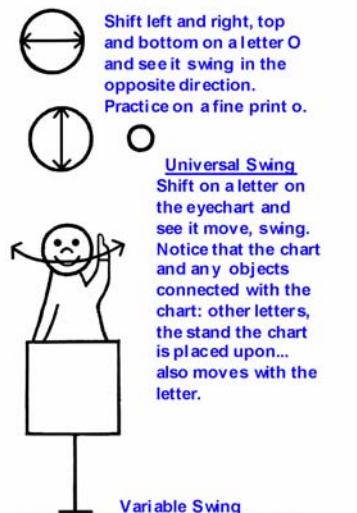 Shift left and right, top
and bottom on a letter O
and see it swing in the
opposite direction.
Practice on a fine print o.
Universal Swing
Shift on a letter on
the eyechart and
see it move, swing.
Notice that the chart
and any objects
connected with the
chart: other letters,
the stand the chart
is placed upon...
also moves with the
letter.
Variable Swing